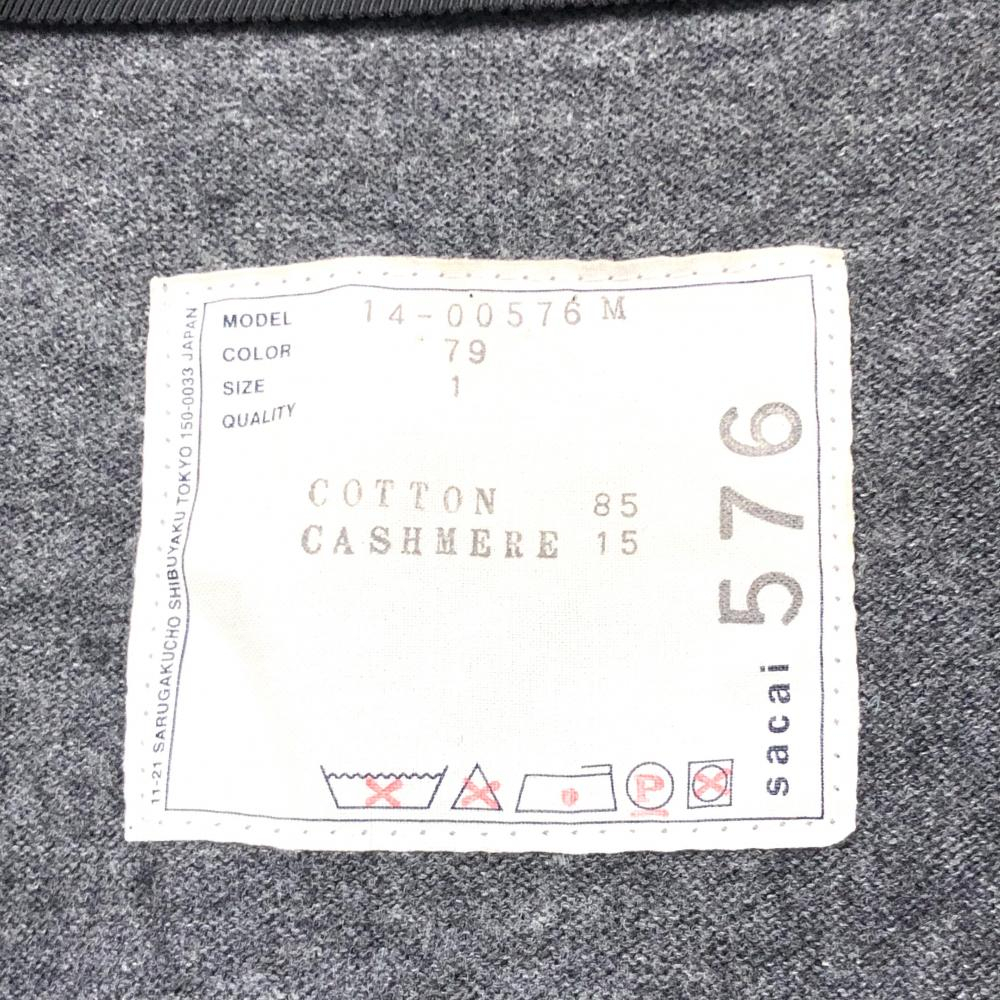 MODEL 14-00576 M
COLOR 79
SIZE 1
QUALITY
COTTON 85
CASHMERE 15
P
sacai 576
11-21 SARUGAKUCHO SHIBUYAKU TOKYO 150-0033 JAPAN